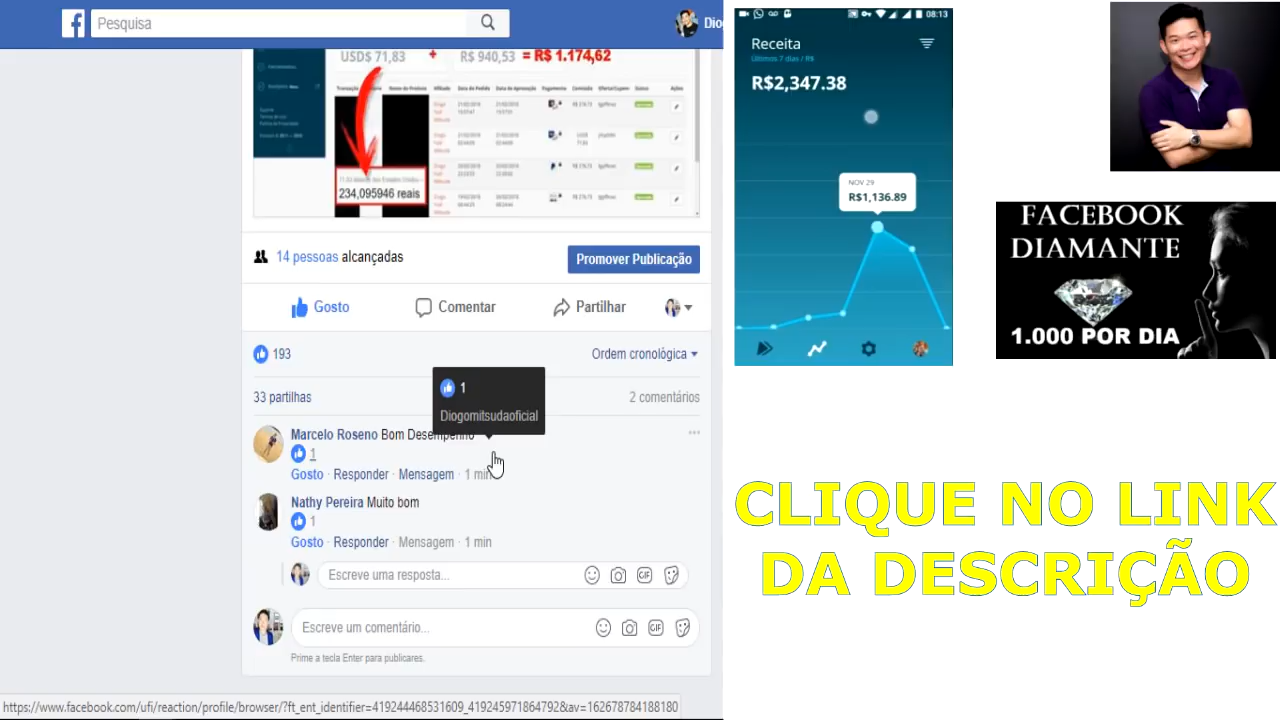 Pesquisa
Dio
USD$ 71,83 + R$ 940,53 = R$ 1.174,62
234,095946 reais
14 pessoas alcançadas
Promover Publicação
Gosto
Comentar
Partilhar
193
Ordem cronológica
33 partilhas
2 comentários
1
Diogomitsudaoficial
Marcelo Roseno Bom Desempenho
1
Gosto · Responder · Mensagem · 1 min
Nathy Pereira Muito bom
1
Gosto · Responder · Mensagem · 1 min
Escreve uma resposta...
GIF
Escreve um comentário...
GIF
Prime a tecla Enter para publicares.
https://www.facebook.com/ufi/reaction/profile/browser/?ft_ent_identifier=419244468531609_419245971864792&av=162678784188180
08:13
Receita
Últimos 7 dias / R$
R$2,347.38
NOV 29
R$1,136.89
FACEBOOK
DIAMANTE
1.000 POR DIA
CLIQUE NO LINK
DA DESCRIÇÃO